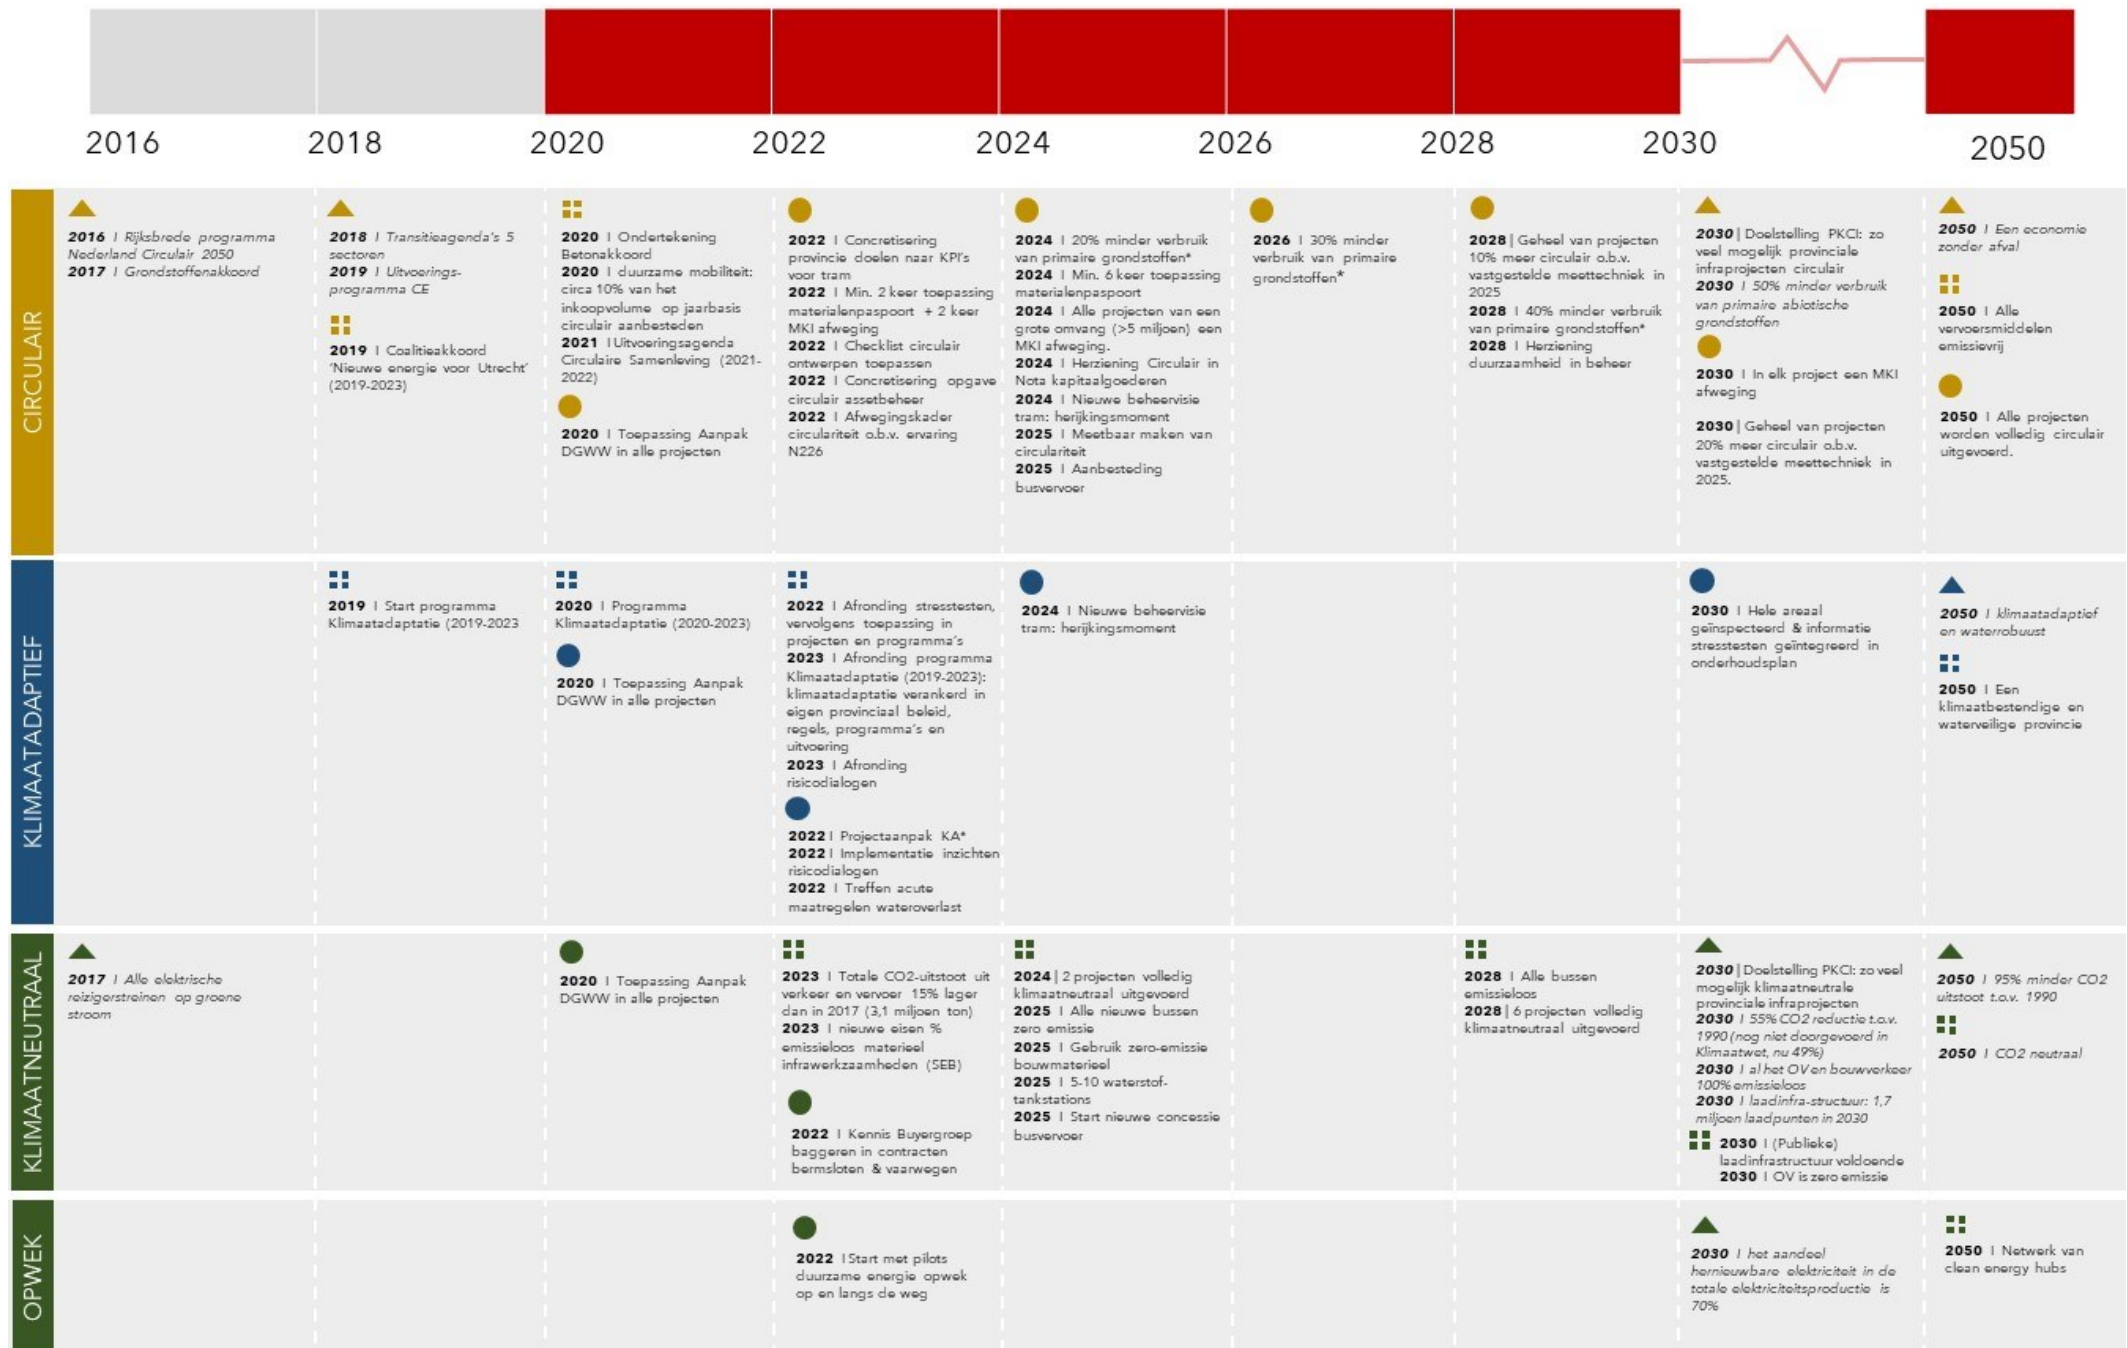 2016
2018
2020
2022
2024
2026
2028
2030
2050
CIRCULAIR
2016 I Rijksbrede programma
Nederland Circulair 2050
2017 I Grondstoffenakkoord
2018 I Transitieagenda's 5
sectoren
2019 I Uitvoerings-
programma CE
2019 I Coalitieakkoord
'Nieuwe energie voor Utrecht'
(2019-2023)
2020 I Ondertekening
Betonakkoord
2020 I duurzame mobiliteit:
circa 10% van het
inkoopvolume op jaarbasis
circulair aanbesteden
2021 I Uitvoeringsagenda
Circulaire Samenleving (2021-
2022)
2020 I Toepassing Aanpak
DGWW in alle projecten
2022 I Concretisering
provincie doelen naar KPI's
voor tram
2022 I Min. 2 keer toepassing
materialenpaspoort + 2 keer
MKI afweging
2022 I Checklist circulair
ontwerpen toepassen
2022 I Concretisering opgave
circulair assetbeheer
2022 I Afwegingskader
circulariteit o.b.v. ervaring
N226
2024 I 20% minder verbruik
van primaire grondstoffen*
2024 I Min. 6 keer toepassing
materialenpaspoort
2024 I Alle projecten van een
grote omvang (>5 miljoen) een
MKI afweging.
2024 I Herziening Circulair in
Nota kapitaalgoederen
2024 I Nieuwe beheervisie
tram: herijkingsmoment
2025 I Meetbaar maken van
circulariteit
2025 I Aanbesteding
busvervoer
2026 I 30% minder
verbruik van primaire
grondstoffen*
2028 | Geheel van projecten
10% meer circulair o.b.v.
vastgestelde meettechniek in
2025
2028 I 40% minder verbruik
van primaire grondstoffen*
2028 I Herziening
duurzaamheid in beheer
2030 | Doelstelling PKCI: zo
veel mogelijk provinciale
infraprojecten circulair
2030 I 50% minder verbruik
van primaire abiotische
grondstoffen
2030 I In elk project een MKI
afweging
2030 | Geheel van projecten
20% meer circulair o.b.v.
vastgestelde meettechniek in
2025.
2050 I Een economie
zonder afval
2050 I Alle
vervoersmiddelen
emissievrij
2050 I Alle projecten
worden volledig circulair
uitgevoerd.
KLIMAATADAPTIEF
2019 I Start programma
Klimaatadaptatie (2019-2023
2020 I Programma
Klimaatadaptatie (2020-2023)
2020 I Toepassing Aanpak
DGWW in alle projecten
2022 I Afronding stresstesten,
vervolgens toepassing in
projecten en programma's
2023 I Afronding programma
Klimaatadaptatie (2019-2023):
klimaatadaptatie verankerd in
eigen provinciaal beleid,
regels, programma's en
uitvoering
2023 I Afronding
risicodialogen
2022 I Projectaanpak KA*
2022 I Implementatie inzichten
risicodialogen
2022 I Treffen acute
maatregelen wateroverlast
2024 I Nieuwe beheervisie
tram: herijkingsmoment
2030 I Hele areaal
geïnspecteerd & informatie
stresstesten geïntegreerd in
onderhoudsplan
2050 I klimaatadaptief
en waterrobuust
2050 I Een
klimaatbestendige en
waterveilige provincie
KLIMAATNEUTRAAL
2017 I Alle elektrische
reizigerstreinen op groene
stroom
2020 I Toepassing Aanpak
DGWW in alle projecten
2023 I Totale CO2-uitstoot uit
verkeer en vervoer 15% lager
dan in 2017 (3,1 miljoen ton)
2023 I nieuwe eisen %
emissieloos materieel
infrawerkzaamheden (SEB)
2022 I Kennis Buyergroep
baggeren in contracten
bermsloten & vaarwegen
2024 | 2 projecten volledig
klimaatneutraal uitgevoerd
2025 I Alle nieuwe bussen
zero emissie
2025 I Gebruik zero-emissie
bouwmaterieel
2025 I 5-10 waterstof-
tankstations
2025 I Start nieuwe concessie
busvervoer
2028 I Alle bussen
emissieloos
2028 | 6 projecten volledig
klimaatneutraal uitgevoerd
2030 | Doelstelling PKCI: zo veel
mogelijk klimaatneutrale
provinciale infraprojecten
2030 I 55% CO2 reductie t.o.v.
1990 (nog niet doorgevoerd in
Klimaatwet, nu 49%)
2030 I al het OV en bouwverkeer
100% emissieloos
2030 I laadinfra-structuur: 1,7
miljoen laadpunten in 2030
2030 I (Publieke)
laadinfrastructuur voldoende
2030 I OV is zero emissie
2050 I 95% minder CO2
uitstoot t.o.v. 1990
2050 I CO2 neutraal
OPWEK
2022 I Start met pilots
duurzame energie opwek
op en langs de weg
2030 I het aandeel
hernieuwbare elektriciteit in de
totale elektriciteitsproductie is
70%
2050 I Netwerk van
clean energy hubs